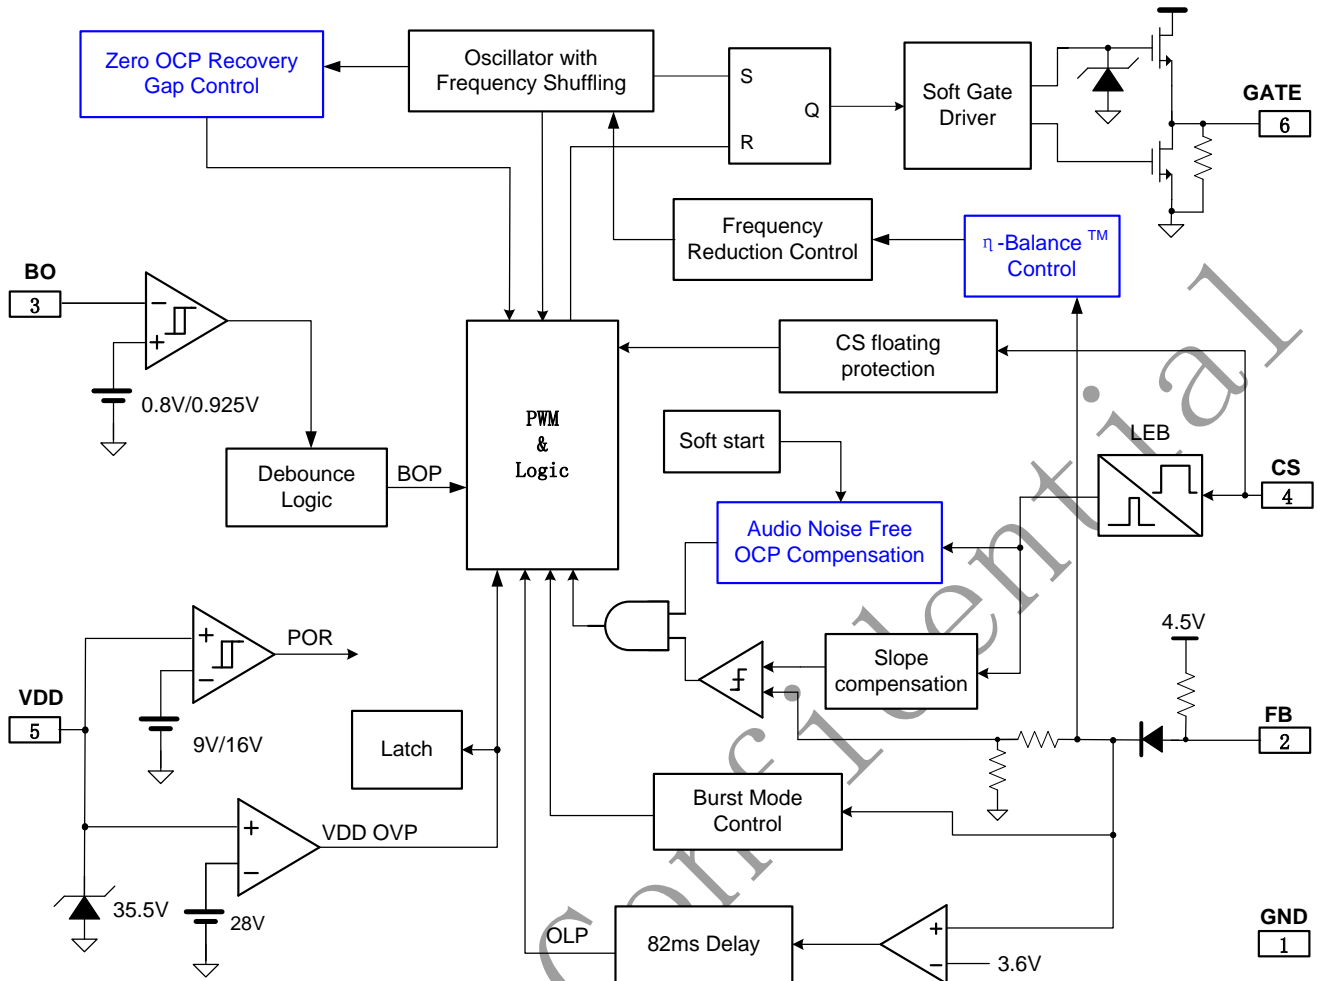 Zero OCP Recovery
Gap Control
Oscillator with
Frequency Shuffling
S
R
Q
Soft Gate
Driver
GATE
6
Frequency
Reduction Control
η-Balance TM
Control
BO
3
−
+
0.8V/0.925V
Debounce
Logic
BOP
PWM
&
Logic
CS floating
protection
Soft start
LEB
CS
4
Audio Noise Free
OCP Compensation
Slope
compensation
4.5V
FB
2
VDD
5
+
−
POR
9V/16V
Latch
Burst Mode
Control
+
−
VDD OVP
35.5V
28V
OLP
82ms Delay
+
−
3.6V
GND
1
Confidential